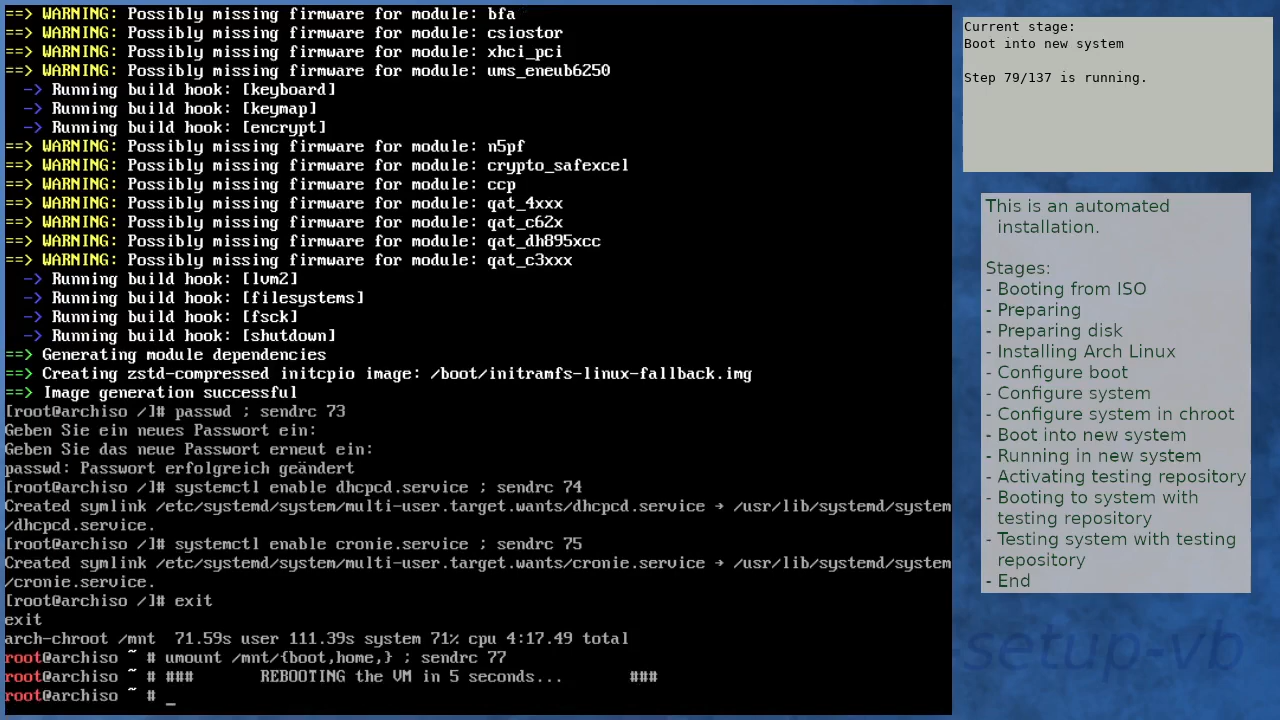 ==> WARNING: Possibly missing firmware for module: bfa
==> WARNING: Possibly missing firmware for module: csiostor
==> WARNING: Possibly missing firmware for module: xhci_pci
==> WARNING: Possibly missing firmware for module: ums_eneub6250
  -> Running build hook: [keyboard]
  -> Running build hook: [keymap]
  -> Running build hook: [encrypt]
==> WARNING: Possibly missing firmware for module: n5pf
==> WARNING: Possibly missing firmware for module: crypto_safexcel
==> WARNING: Possibly missing firmware for module: ccp
==> WARNING: Possibly missing firmware for module: qat_4xxx
==> WARNING: Possibly missing firmware for module: qat_c62x
==> WARNING: Possibly missing firmware for module: qat_dh895xcc
==> WARNING: Possibly missing firmware for module: qat_c3xxx
  -> Running build hook: [lvm2]
  -> Running build hook: [filesystems]
  -> Running build hook: [fsck]
  -> Running build hook: [shutdown]
==> Generating module dependencies
==> Creating zstd-compressed initcpio image: /boot/initramfs-linux-fallback.img
==> Image generation successful
[root@archiso /]# passwd ; sendrc 73
Geben Sie ein neues Passwort ein:
Geben Sie das neue Passwort erneut ein:
passwd: Passwort erfolgreich geändert
[root@archiso /]# systemctl enable dhcpcd.service ; sendrc 74
Created symlink /etc/systemd/system/multi-user.target.wants/dhcpcd.service → /usr/lib/systemd/system
/dhcpcd.service.
[root@archiso /]# systemctl enable cronie.service ; sendrc 75
Created symlink /etc/systemd/system/multi-user.target.wants/cronie.service → /usr/lib/systemd/system
/cronie.service.
[root@archiso /]# exit
exit
arch-chroot /mnt  71.59s user 111.39s system 71% cpu 4:17.49 total
root@archiso ~ # umount /mnt/{boot,home,} ; sendrc 77
root@archiso ~ # ###       REBOOTING the VM in 5 seconds...       ###
root@archiso ~ # _
Current stage:
Boot into new system
Step 79/137 is running.
This is an automated
installation.
Stages:
- Booting from ISO
- Preparing
- Preparing disk
- Installing Arch Linux
- Configure boot
- Configure system
- Configure system in chroot
- Boot into new system
- Running in new system
- Activating testing repository
- Booting to system with
testing repository
- Testing system with testing
repository
- End
-setup-vb